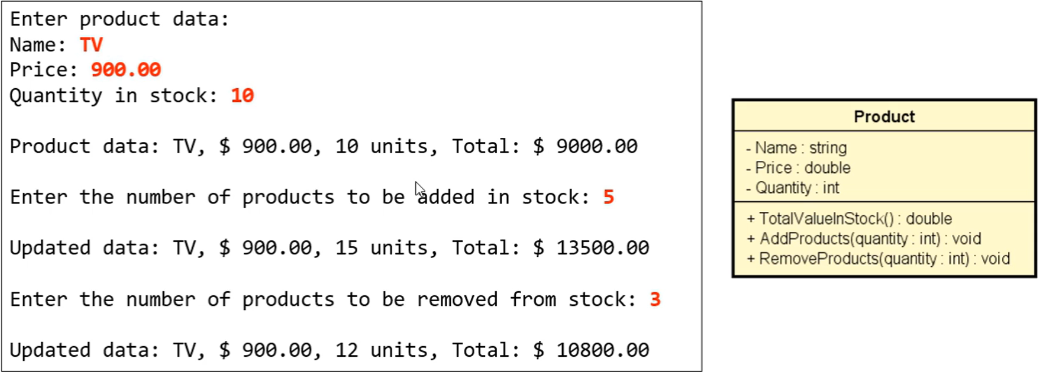 Enter product data:
Name: TV
Price: 900.00
Quantity in stock: 10
Product data: TV, $ 900.00, 10 units, Total: $ 9000.00
Enter the number of products to be added in stock: 5
Updated data: TV, $ 900.00, 15 units, Total: $ 13500.00
Enter the number of products to be removed from stock: 3
Updated data: TV, $ 900.00, 12 units, Total: $ 10800.00
Product
- Name : string
- Price : double
- Quantity : int
+ TotalValueInStock() : double
+ AddProducts(quantity : int) : void
+ RemoveProducts(quantity : int) : void